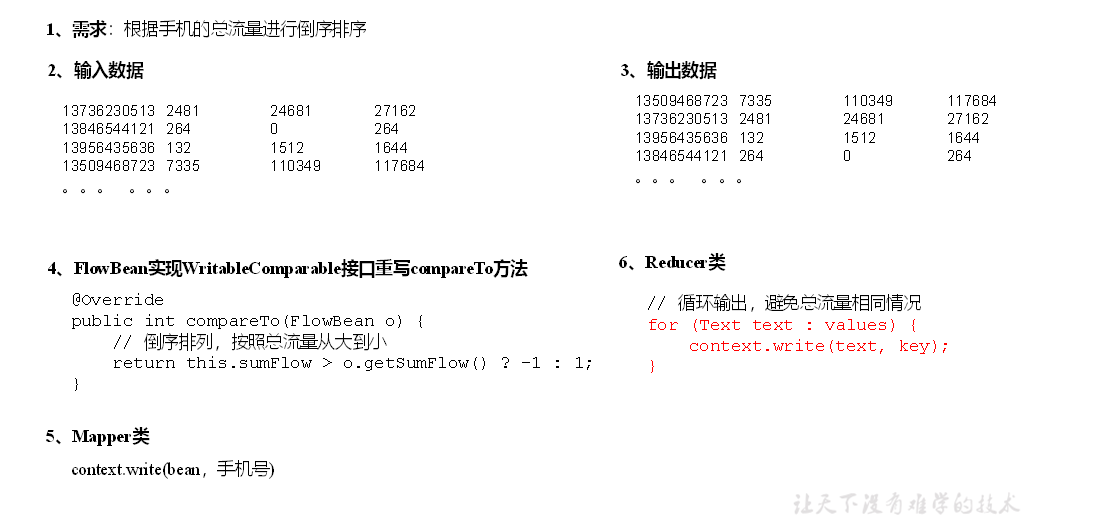 1、需求：根据手机的总流量进行倒序排序
2、输入数据
13736230513 2481 24681 27162
13846544121 264 0 264
13956435636 132 1512 1644
13509468723 7335 110349 117684
。。。 。。。
3、输出数据
13509468723 7335 110349 117684
13736230513 2481 24681 27162
13956435636 132 1512 1644
13846544121 264 0 264
。。。 。。。
4、FlowBean实现WritableComparable接口重写compareTo方法
@Override
public int compareTo(FlowBean o) {
// 倒序排列，按照总流量从大到小
return this.sumFlow > o.getSumFlow() ? -1 : 1;
}
5、Mapper类
context.write(bean，手机号)
6、Reducer类
// 循环输出，避免总流量相同情况
for (Text text : values) {
context.write(text, key);
}
让天下没有难学的技术